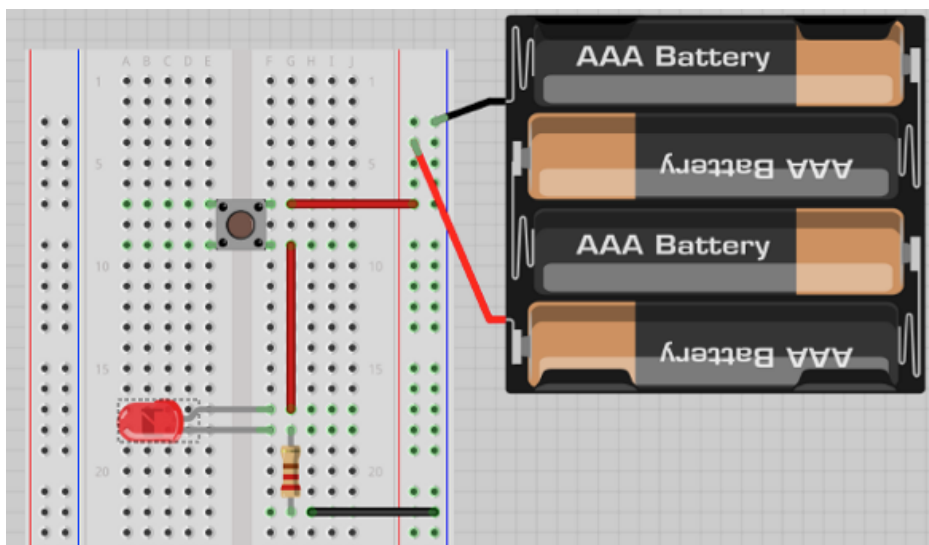 A B C D E F G H I J
1 1
5 5
10 10
15 15
20 20
AAA Battery
AAA Battery
AAA Battery
AAA Battery